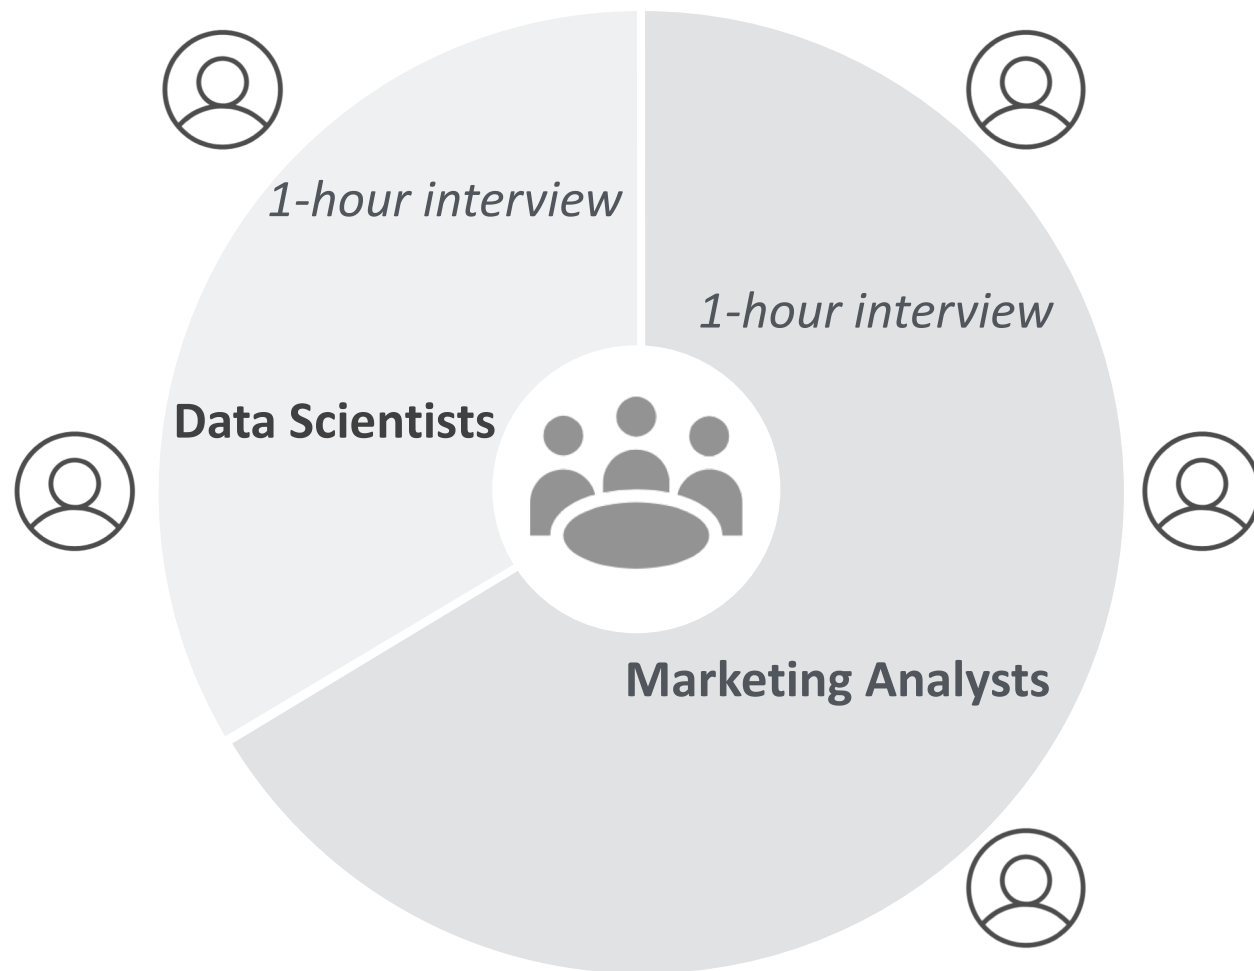 1-hour interview
1-hour interview
Data Scientists
Marketing Analysts